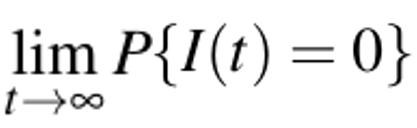 lim P{I(t) = 0}
t→∞